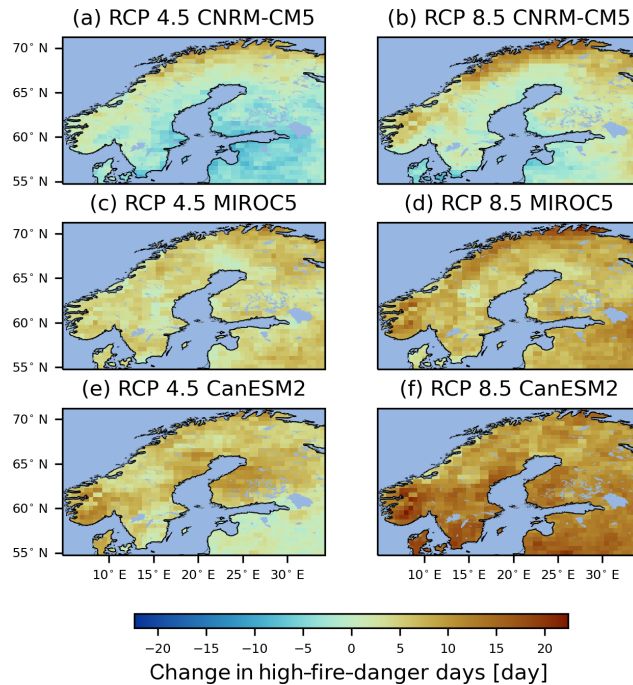 (a) RCP 4.5 CNRM-CM5
(b) RCP 8.5 CNRM-CM5
70° N
65° N
60° N
55° N
(c) RCP 4.5 MIROC5
(d) RCP 8.5 MIROC5
70° N
65° N
60° N
55° N
(e) RCP 4.5 CanESM2
(f) RCP 8.5 CanESM2
70° N
65° N
60° N
55° N
10° E 15° E 20° E 25° E 30° E
10° E 15° E 20° E 25° E 30° E
−20 −15 −10 −5 0 5 10 15 20
Change in high-fire-danger days [day]